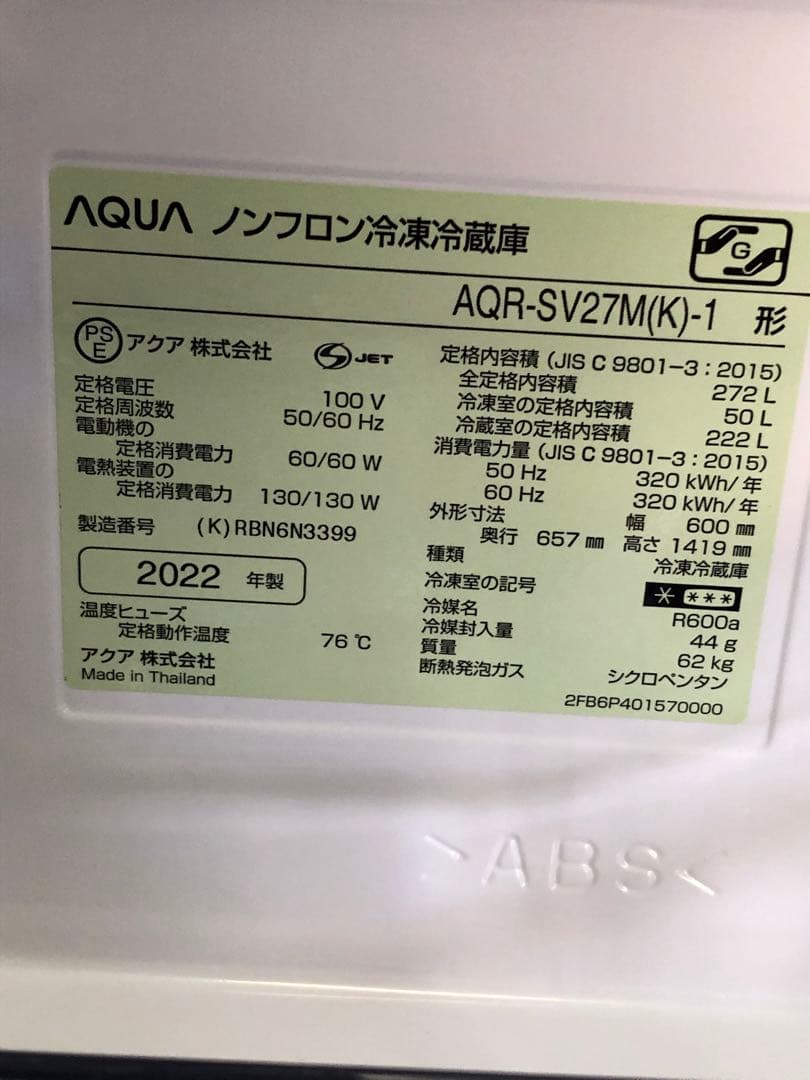 AQUA ノンフロン冷凍冷蔵庫
G
AQR-SV27M(K)-1 形
PS E アクア 株式会社 S JET
定格電圧 100 V
定格周波数 50/60 Hz
電動機の
定格消費電力 60/60 W
電熱装置の
定格消費電力 130/130 W
製造番号 (K)RBN6N3399
2022 年製
温度ヒューズ
定格動作温度 76 ℃
アクア 株式会社
Made in Thailand
定格内容積 (JIS C 9801-3:2015)
全定格内容積 272 L
冷凍室の定格内容積 50 L
冷蔵室の定格内容積 222 L
消費電力量 (JIS C 9801-3:2015)
50 Hz 320 kWh/年
60 Hz 320 kWh/年
外形寸法 幅 600 ㎜
奥行 657 ㎜ 高さ 1419 ㎜
種類 冷凍冷蔵庫
冷凍室の記号 * ***
冷媒名 R600a
冷媒封入量 44 g
質量 62 kg
断熱発泡ガス シクロペンタン
2FB6P401570000
>ABS<